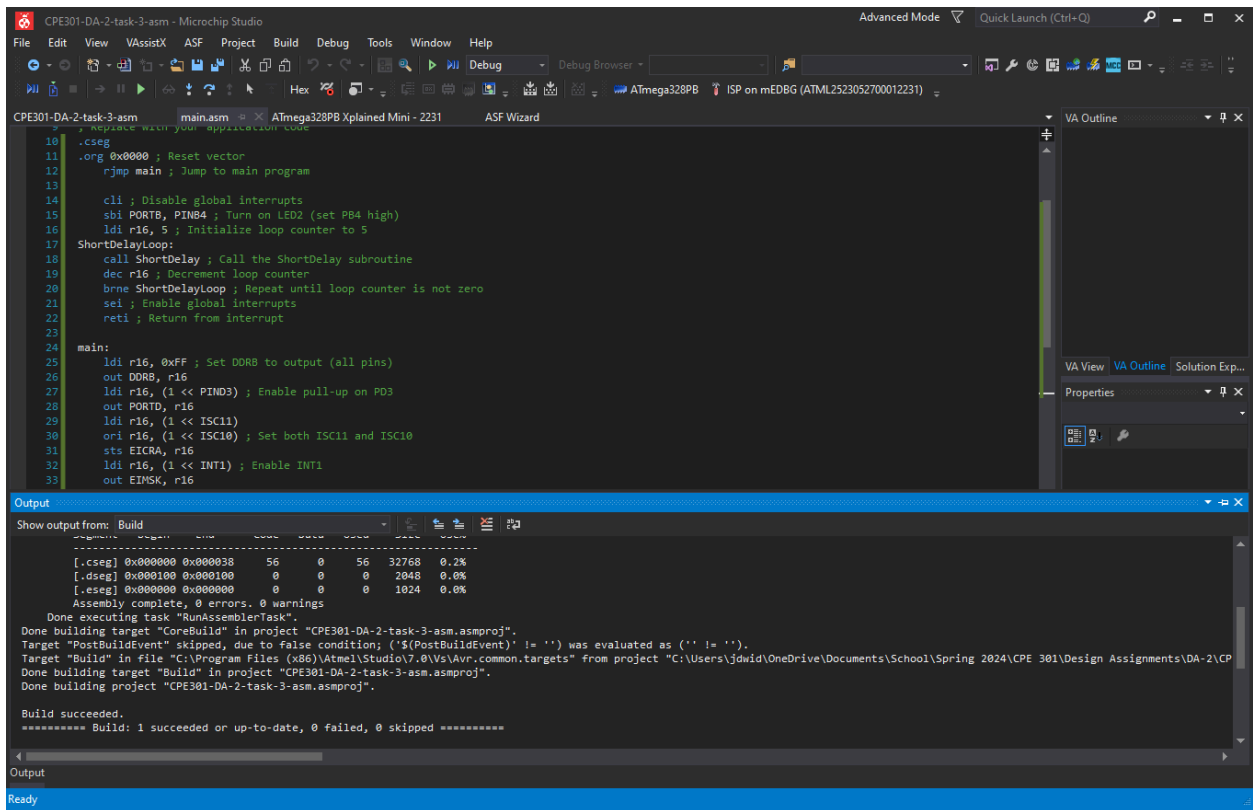 CPE301-DA-2-task-3-asm - Microchip Studio
Advanced Mode
Quick Launch (Ctrl+Q)
File Edit View VAssistX ASF Project Build Debug Tools Window Help
Debug Debug Browser
Hex ATmega328PB ISP on mEDBG (ATML2523052700012231)
CPE301-DA-2-task-3-asm main.asm ATmega328PB Xplained Mini - 2231 ASF Wizard
9 ; Replace with your application code
10 .cseg
11 .org 0x0000 ; Reset vector
12 rjmp main ; Jump to main program
13
14 cli ; Disable global interrupts
15 sbi PORTB, PINB4 ; Turn on LED2 (set PB4 high)
16 ldi r16, 5 ; Initialize loop counter to 5
17 ShortDelayLoop:
18 call ShortDelay ; Call the ShortDelay subroutine
19 dec r16 ; Decrement loop counter
20 brne ShortDelayLoop ; Repeat until loop counter is not zero
21 sei ; Enable global interrupts
22 reti ; Return from interrupt
23
24 main:
25 ldi r16, 0xFF ; Set DDRB to output (all pins)
26 out DDRB, r16
27 ldi r16, (1 << PIND3) ; Enable pull-up on PD3
28 out PORTD, r16
29 ldi r16, (1 << ISC11)
30 ori r16, (1 << ISC10) ; Set both ISC11 and ISC10
31 sts EICRA, r16
32 ldi r16, (1 << INT1) ; Enable INT1
33 out EIMSK, r16
VA Outline
VA View VA Outline Solution Exp...
Properties
Output
Show output from: Build
Segment Begin End Code Data Used Size Use%
---------------------------------------------------------------
[.cseg] 0x000000 0x000038 56 0 56 32768 0.2%
[.dseg] 0x000100 0x000100 0 0 0 2048 0.0%
[.eseg] 0x000000 0x000000 0 0 0 1024 0.0%
Assembly complete, 0 errors. 0 warnings
Done executing task "RunAssemblerTask".
Done building target "CoreBuild" in project "CPE301-DA-2-task-3-asm.asmproj".
Target "PostBuildEvent" skipped, due to false condition; ('$(PostBuildEvent)' != '') was evaluated as ('' != '').
Target "Build" in file "C:\Program Files (x86)\Atmel\Studio\7.0\Vs\Avr.common.targets" from project "C:\Users\jdwid\OneDrive\Documents\School\Spring 2024\CPE 301\Design Assignments\DA-2\CP
Done building target "Build" in project "CPE301-DA-2-task-3-asm.asmproj".
Done building project "CPE301-DA-2-task-3-asm.asmproj".
Build succeeded.
========== Build: 1 succeeded or up-to-date, 0 failed, 0 skipped ==========
Output
Ready